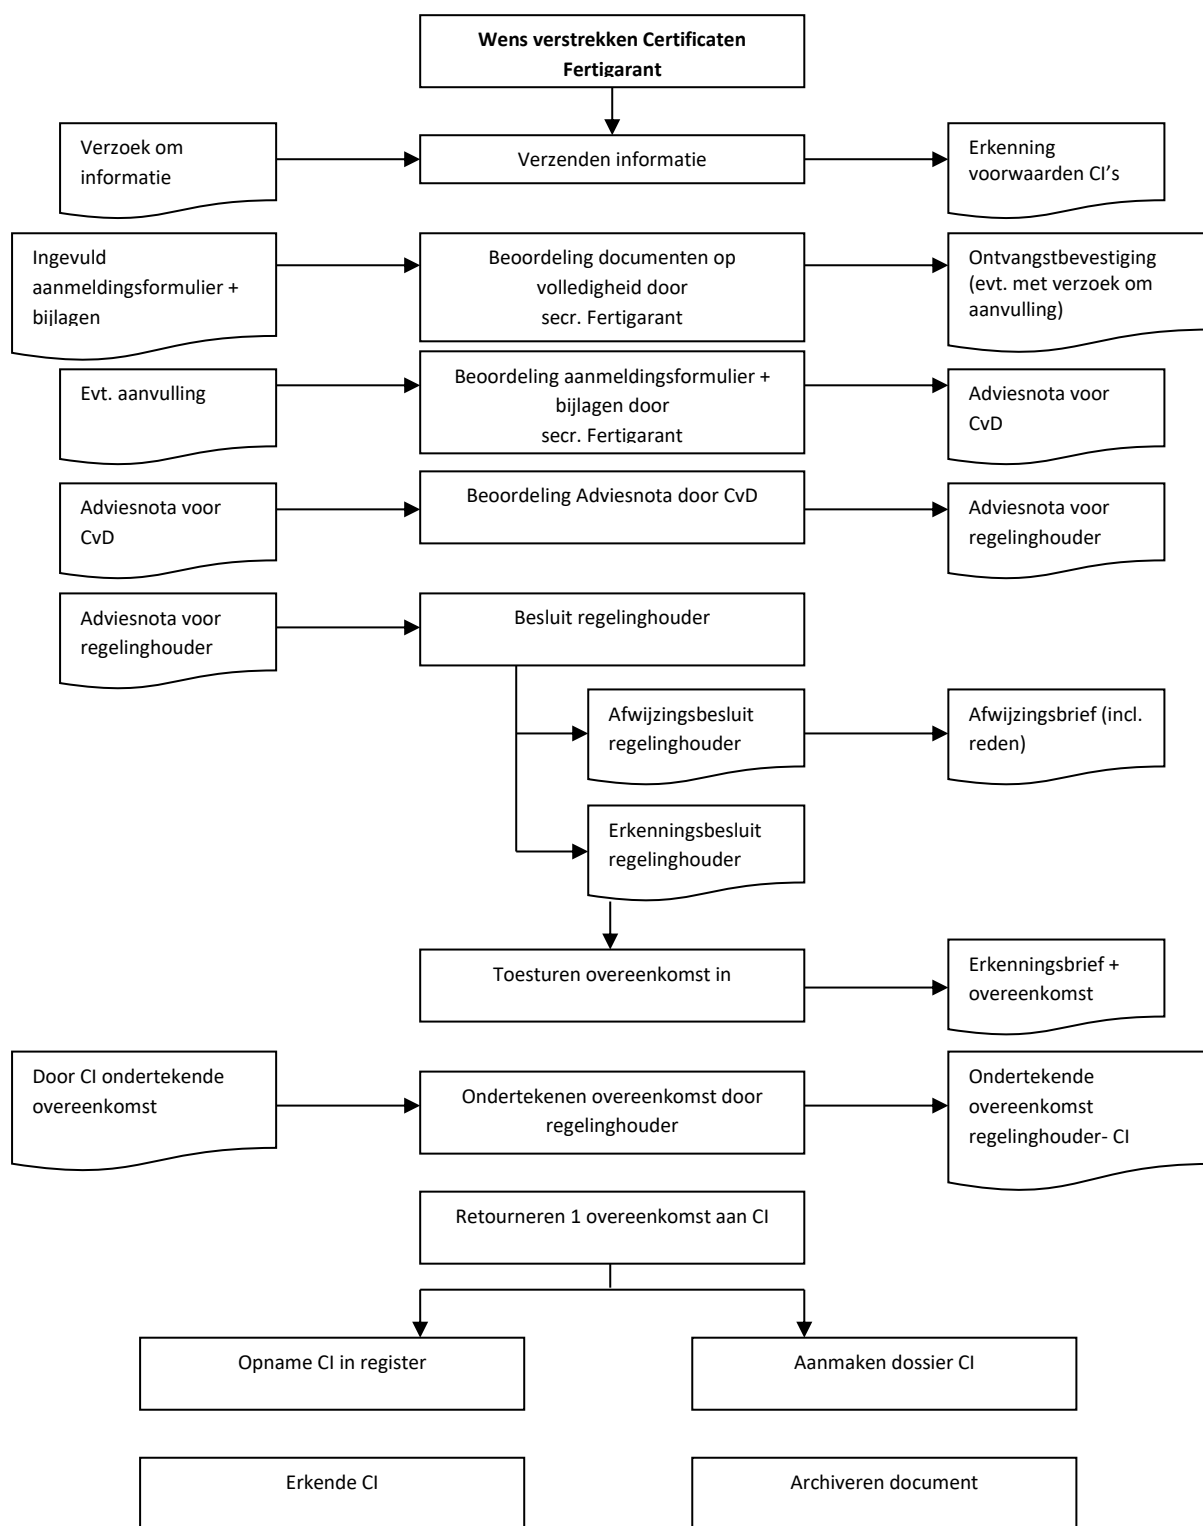 Wens verstrekken Certificaten
Fertigarant
Verzoek om
informatie
Verzenden informatie
Erkenning
voorwaarden CI’s
Ingevuld
aanmeldingsformulier +
bijlagen
Beoordeling documenten op
volledigheid door
secr. Fertigarant
Ontvangstbevestiging
(evt. met verzoek om
aanvulling)
Evt. aanvulling
Beoordeling aanmeldingsformulier +
bijlagen door
secr. Fertigarant
Adviesnota voor
CvD
Adviesnota voor
CvD
Beoordeling Adviesnota door CvD
Adviesnota voor
regelinghouder
Adviesnota voor
regelinghouder
Besluit regelinghouder
Afwijzingsbesluit
regelinghouder
Afwijzingsbrief (incl.
reden)
Erkenningsbesluit
regelinghouder
Toesturen overeenkomst in
Erkenningsbrief +
overeenkomst
Door CI ondertekende
overeenkomst
Ondertekenen overeenkomst door
regelinghouder
Ondertekende
overeenkomst
regelinghouder- CI
Retourneren 1 overeenkomst aan CI
Opname CI in register
Aanmaken dossier CI
Erkende CI
Archiveren document